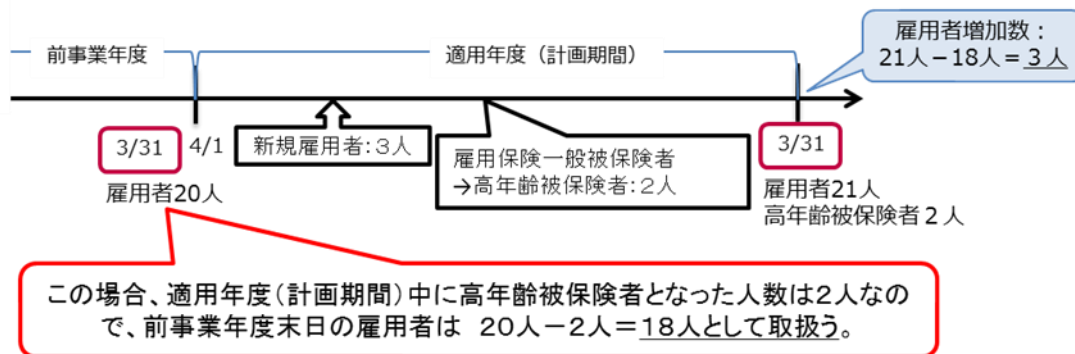 前事業年度
適用年度（計画期間）
雇用者増加数：
21人－18人＝３人
3/31
4/1
新規雇用者：３人
雇用保険一般被保険者
→高年齢被保険者：２人
3/31
雇用者20人
雇用者21人
高年齢被保険者２人
この場合、適用年度（計画期間）中に高年齢被保険者となった人数は２人なの
で、前事業年度末日の雇用者は 20人－２人＝18人として取扱う。